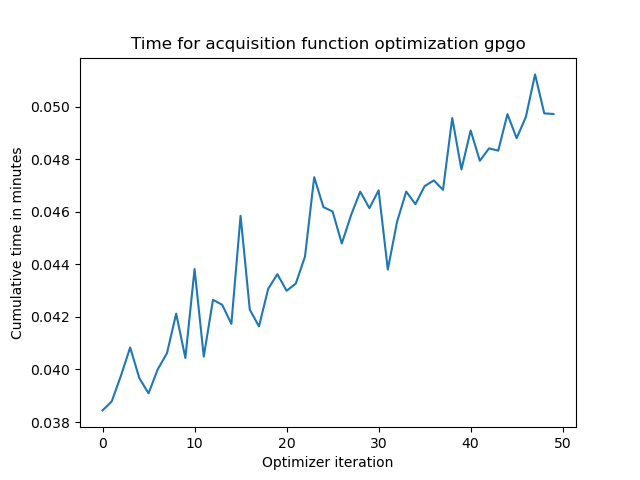 Time for acquisition function optimization gpgo
0.050
0.048
0.046
0.044
0.042
0.040
0.038
Cumulative time in minutes
0 10 20 30 40 50
Optimizer iteration